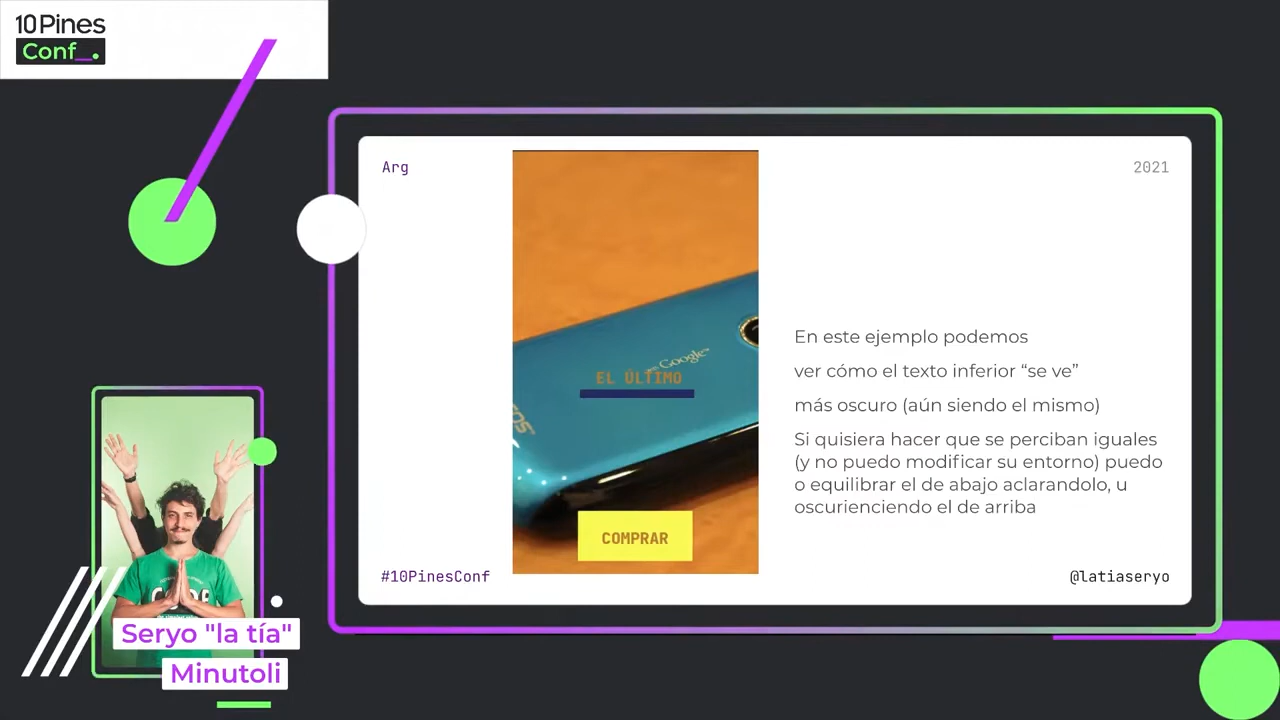 10Pines
Conf_.
Arg
2021
Google™
EL ÚLTIMO
COMPRAR
En este ejemplo podemos
ver cómo el texto inferior “se ve”
más oscuro (aún siendo el mismo)
Si quisiera hacer que se perciban iguales
(y no puedo modificar su entorno) puedo
o equilibrar el de abajo aclarandolo, u
oscurienciendo el de arriba
#10PinesConf
@latiaseryo
Seryo "la tía"
Minutoli